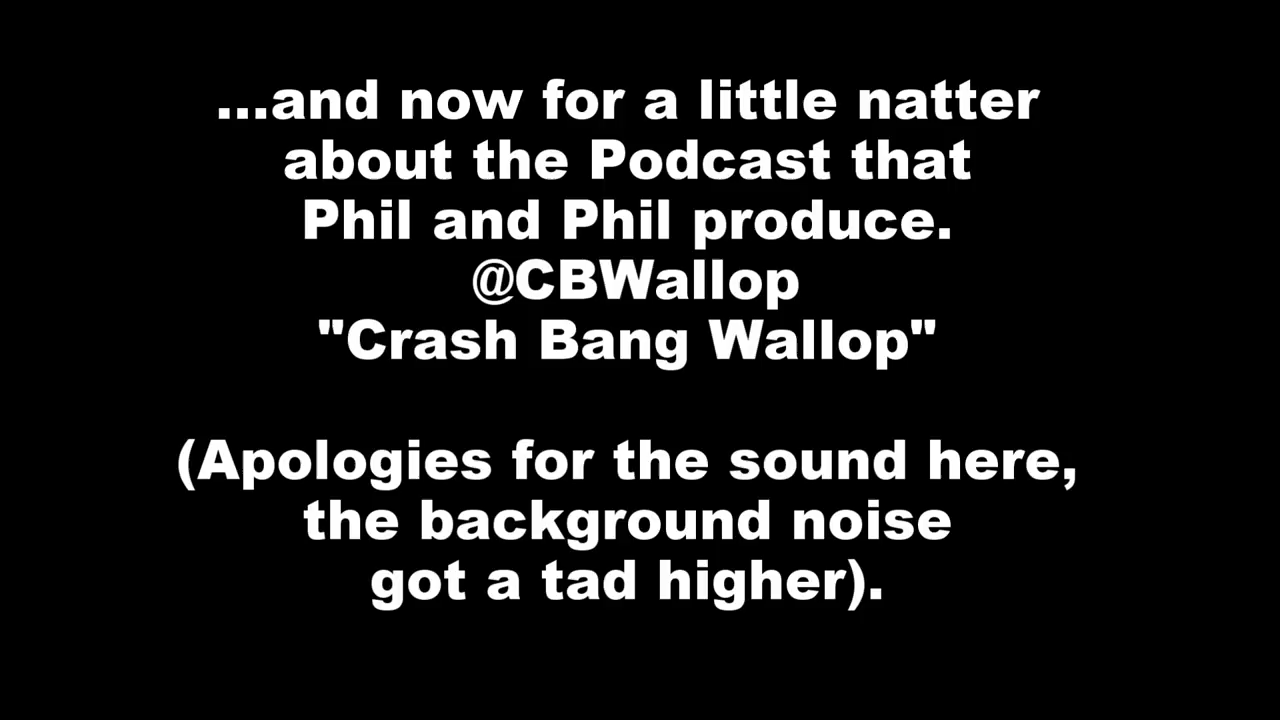 ...and now for a little natter
about the Podcast that
Phil and Phil produce.
@CBWallop
"Crash Bang Wallop"
(Apologies for the sound here,
the background noise
got a tad higher).